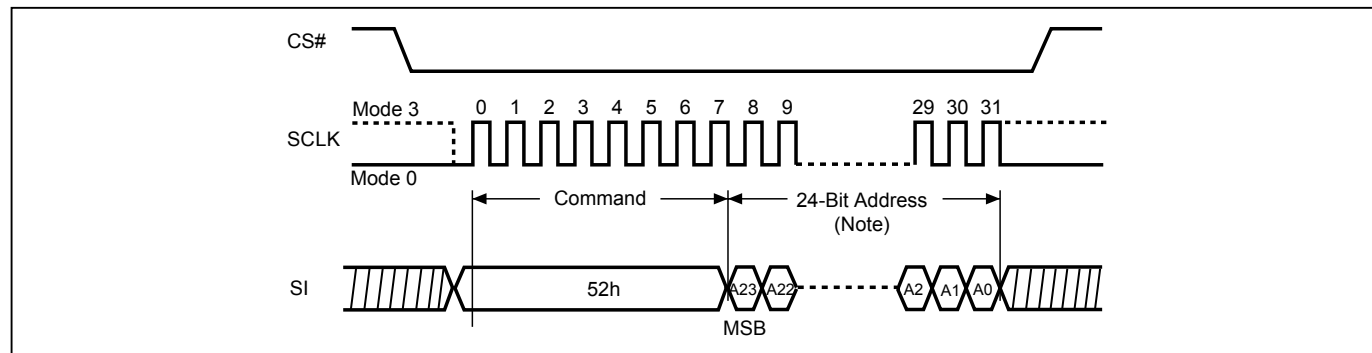 CS#
Mode 3
0 1 2 3 4 5 6 7 8 9 29 30 31
SCLK
Mode 0
Command
24-Bit Address
(Note)
SI
52h
A23 A22 A2 A1 A0
MSB